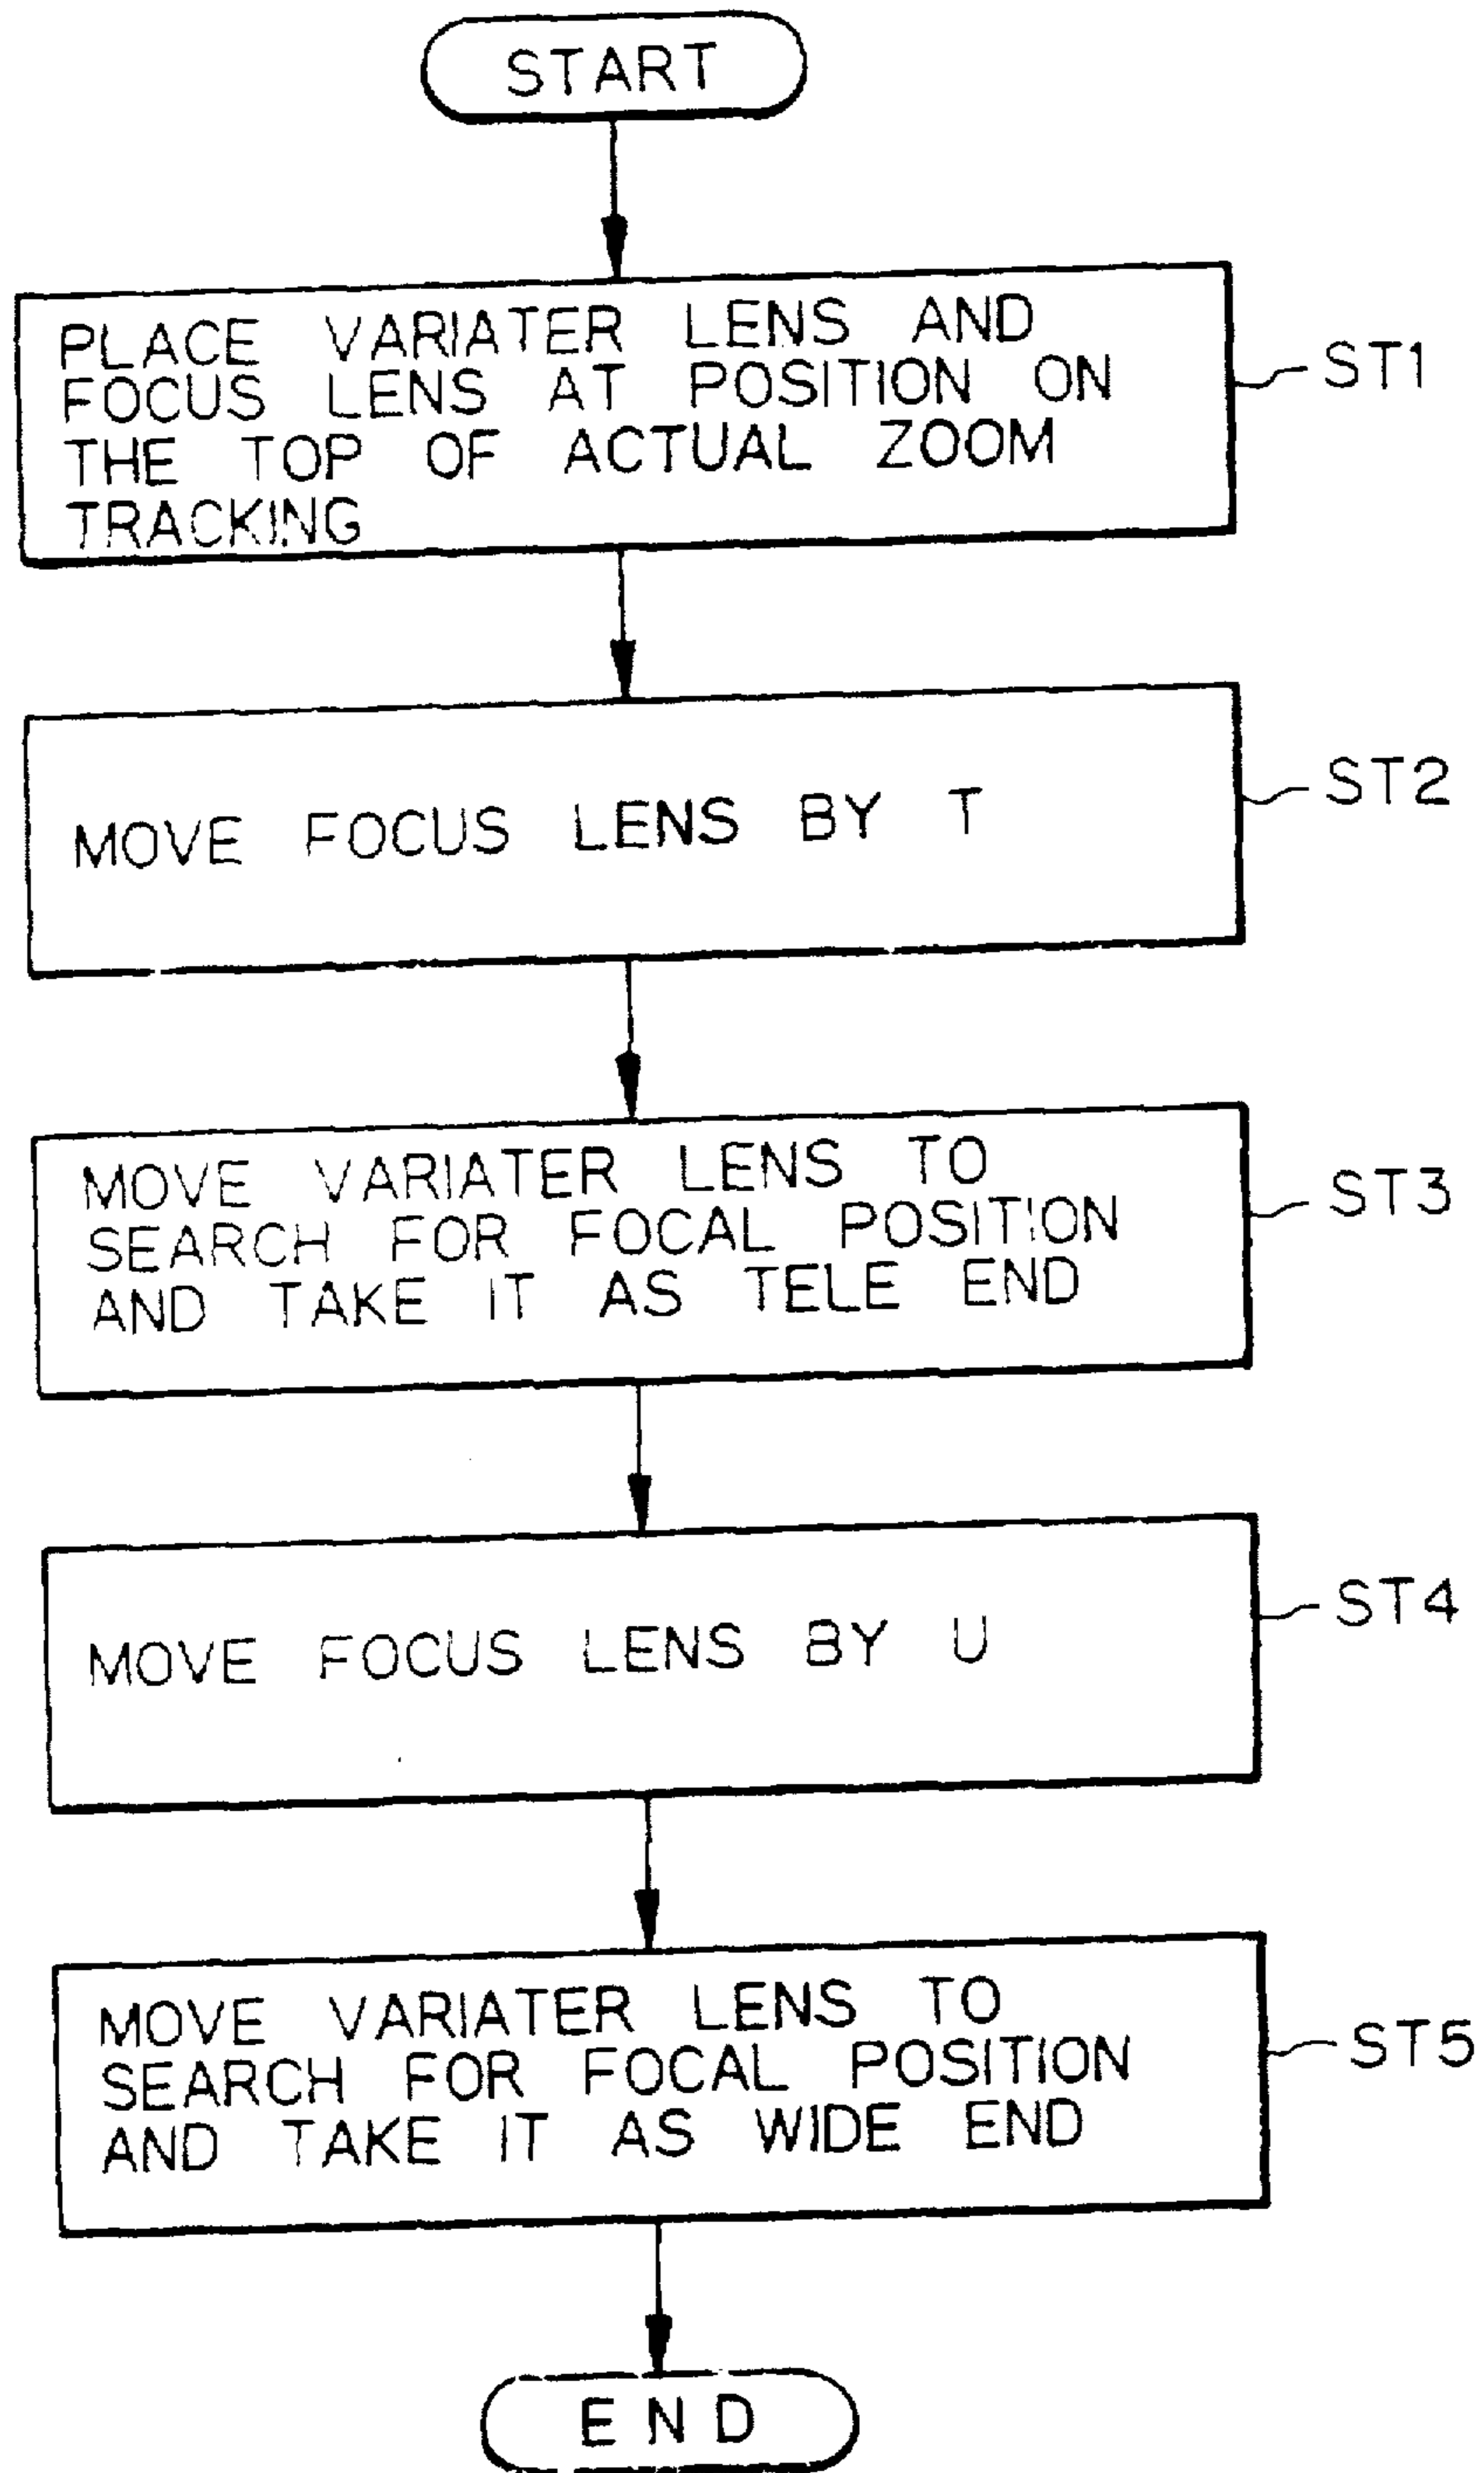 START
PLACE VARIATER LENS AND
FOCUS LENS AT POSITION ON
THE TOP OF ACTUAL ZOOM
TRACKING
ST1
MOVE FOCUS LENS BY T
ST2
MOVE VARIATER LENS TO
SEARCH FOR FOCAL POSITION
AND TAKE IT AS TELE END
ST3
MOVE FOCUS LENS BY U
ST4
MOVE VARIATER LENS TO
SEARCH FOR FOCAL POSITION
AND TAKE IT AS WIDE END
ST5
END